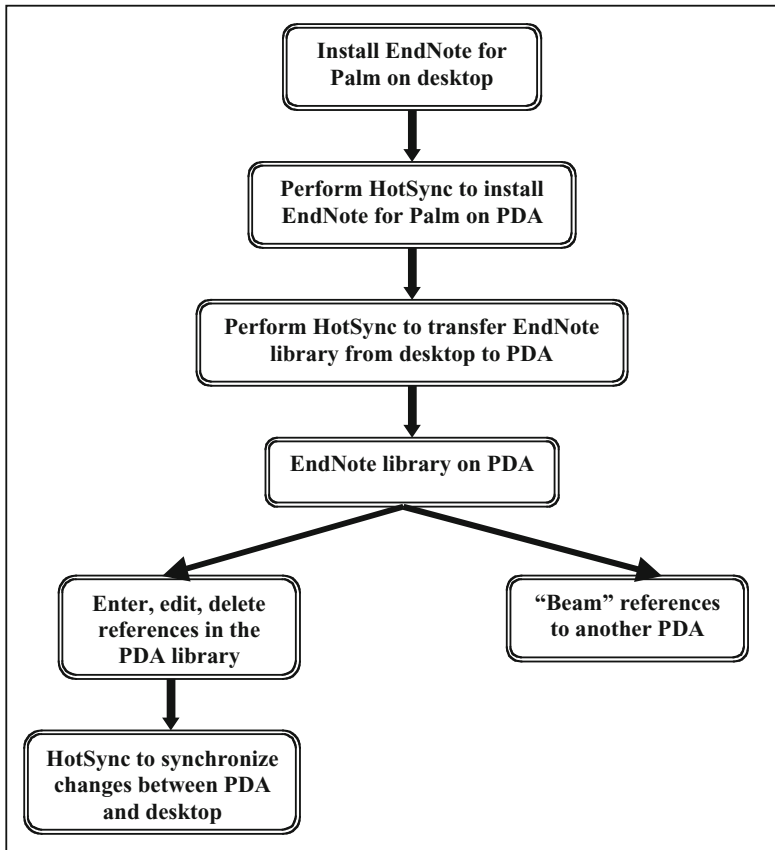 Install EndNote for
Palm on desktop
Perform HotSync to install
EndNote for Palm on PDA
Perform HotSync to transfer EndNote
library from desktop to PDA
EndNote library on PDA
Enter, edit, delete
references in the
PDA library
“Beam” references
to another PDA
HotSync to synchronize
changes between PDA
and desktop